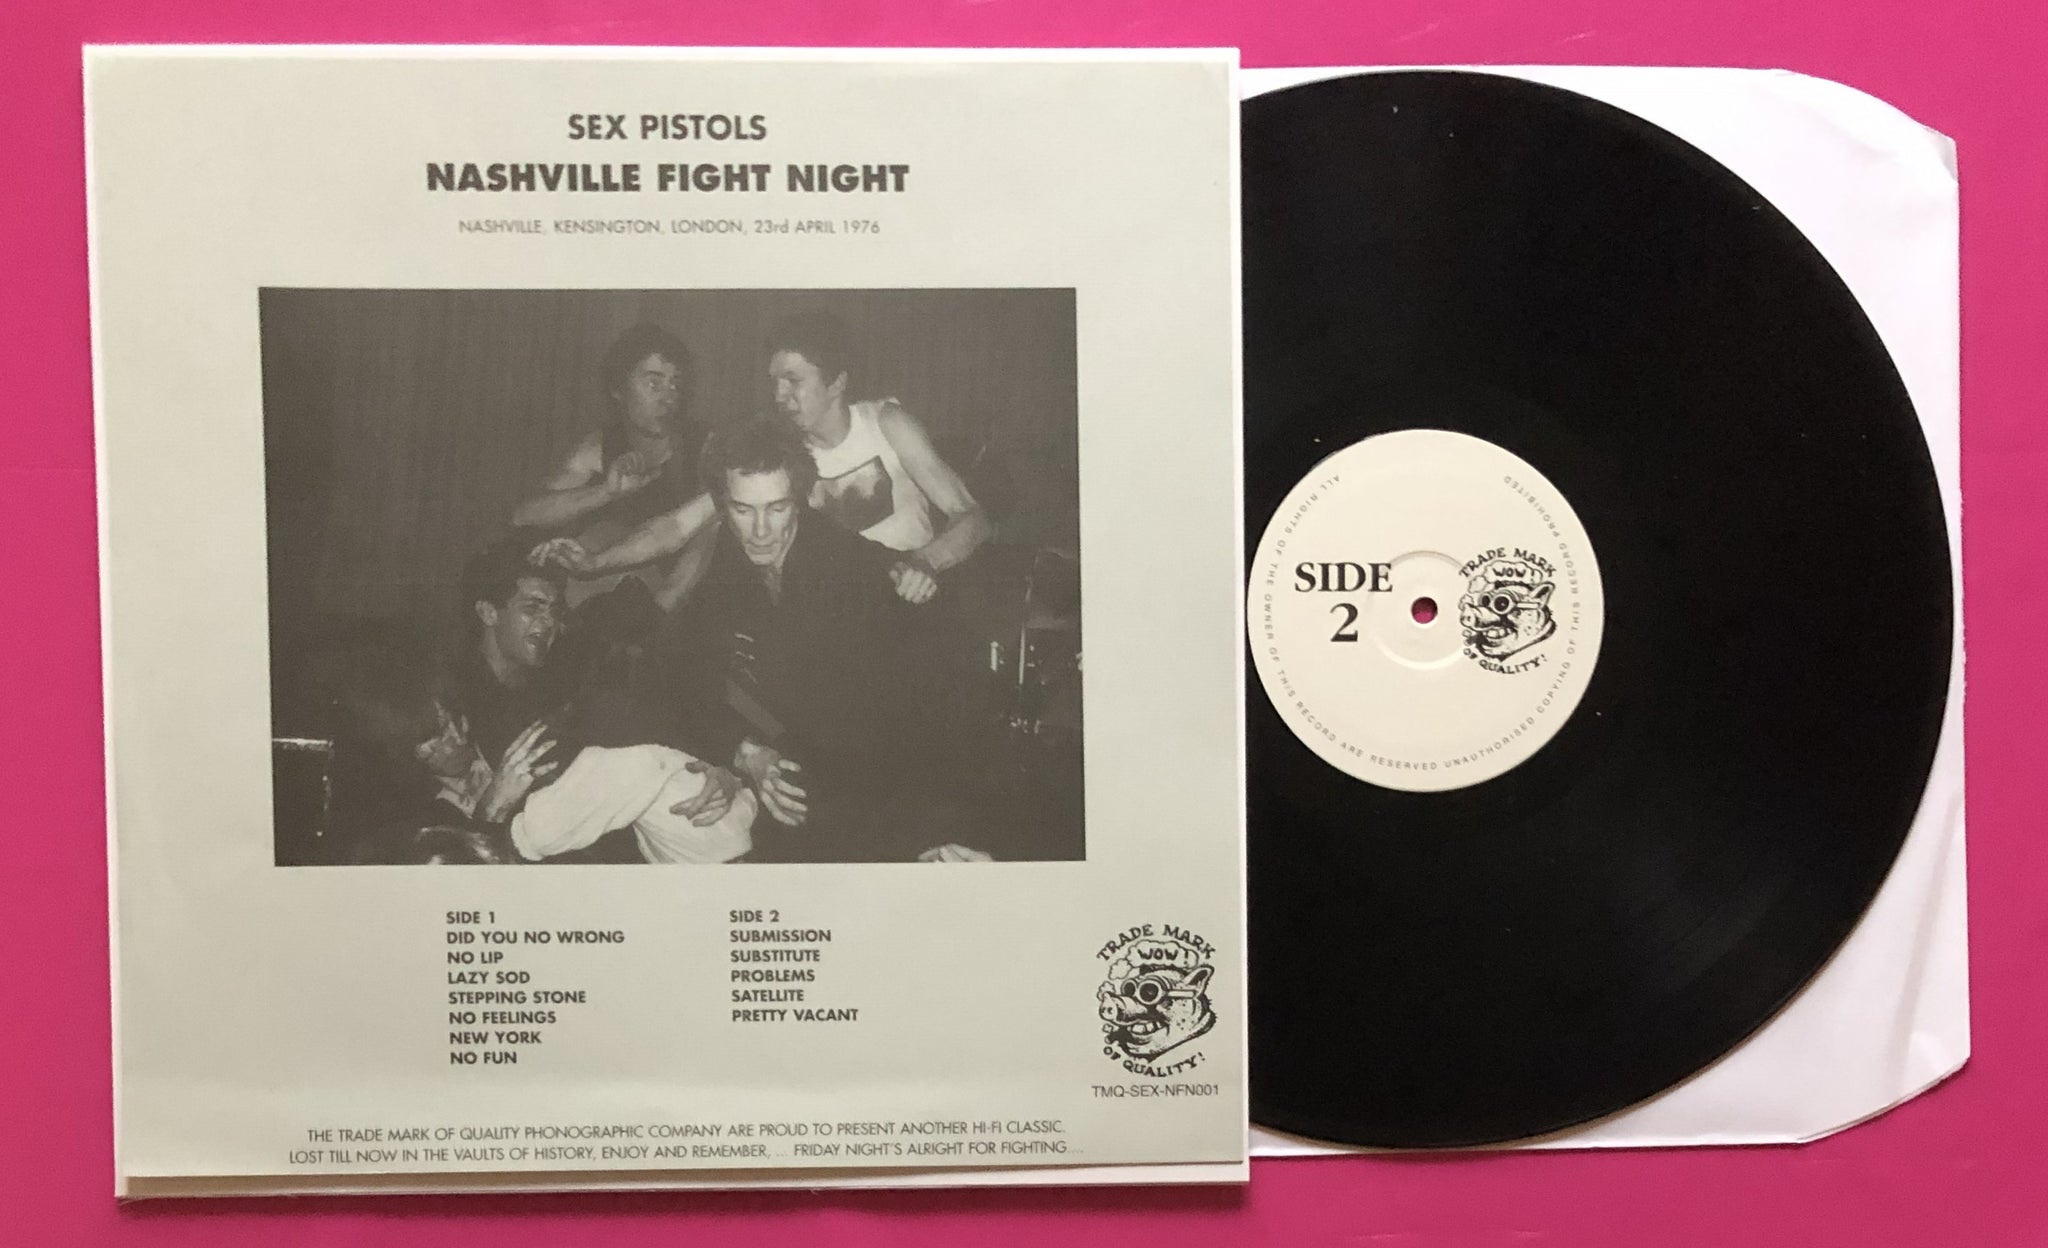 SEX PISTOLS
NASHVILLE FIGHT NIGHT
NASHVILLE, KENSINGTON, LONDON, 23rd APRIL 1976
SIDE 1
DID YOU NO WRONG
NO LIP
LAZY SOD
STEPPING STONE
NO FEELINGS
NEW YORK
NO FUN
SIDE 2
SUBMISSION
SUBSTITUTE
PROBLEMS
SATELLITE
PRETTY VACANT
TRADE MARK
WOW!
OF QUALITY!
TMQ-SEX-NFN001
THE TRADE MARK OF QUALITY PHONOGRAPHIC COMPANY ARE PROUD TO PRESENT ANOTHER HI-FI CLASSIC.
LOST TILL NOW IN THE VAULTS OF HISTORY, ENJOY AND REMEMBER, ... FRIDAY NIGHT'S ALRIGHT FOR FIGHTING....
SIDE
2
TRADE MARK
WOW!
OF QUALITY!
ALL RIGHTS OF THE OWNER OF THIS RECORD ARE RESERVED UNAUTHORISED COPYING OF THIS RECORD PROHIBITED